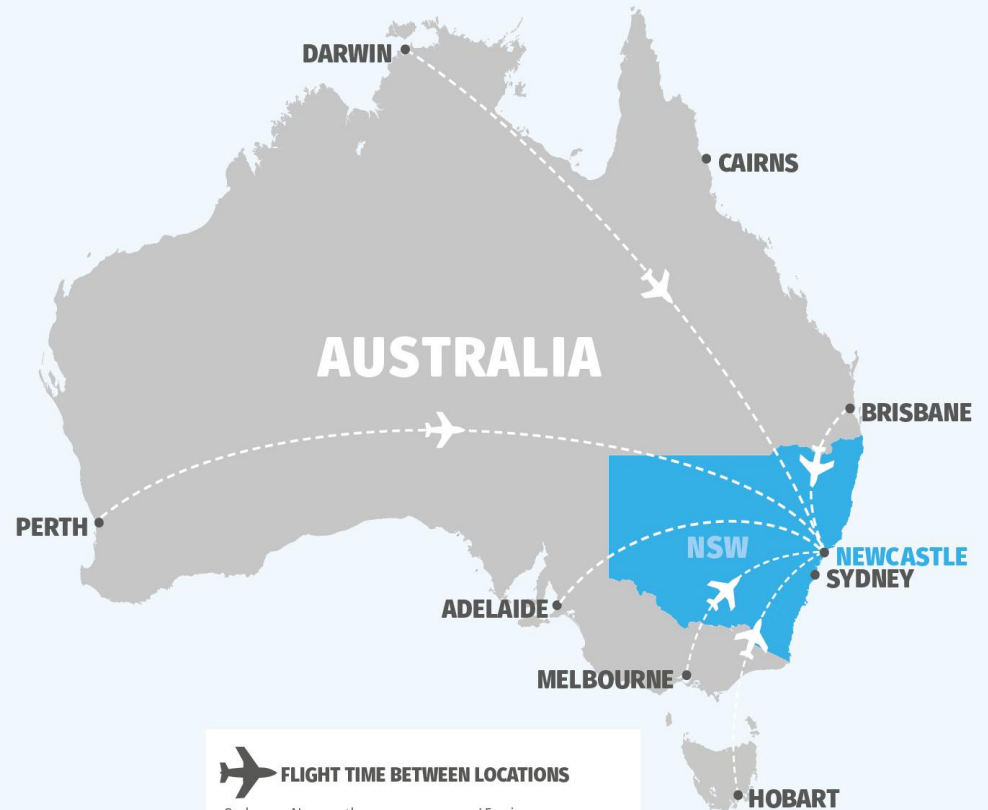 DARWIN
CAIRNS
AUSTRALIA
BRISBANE
PERTH
NSW
NEWCASTLE
SYDNEY
ADELAIDE
MELBOURNE
FLIGHT TIME BETWEEN LOCATIONS
HOBART